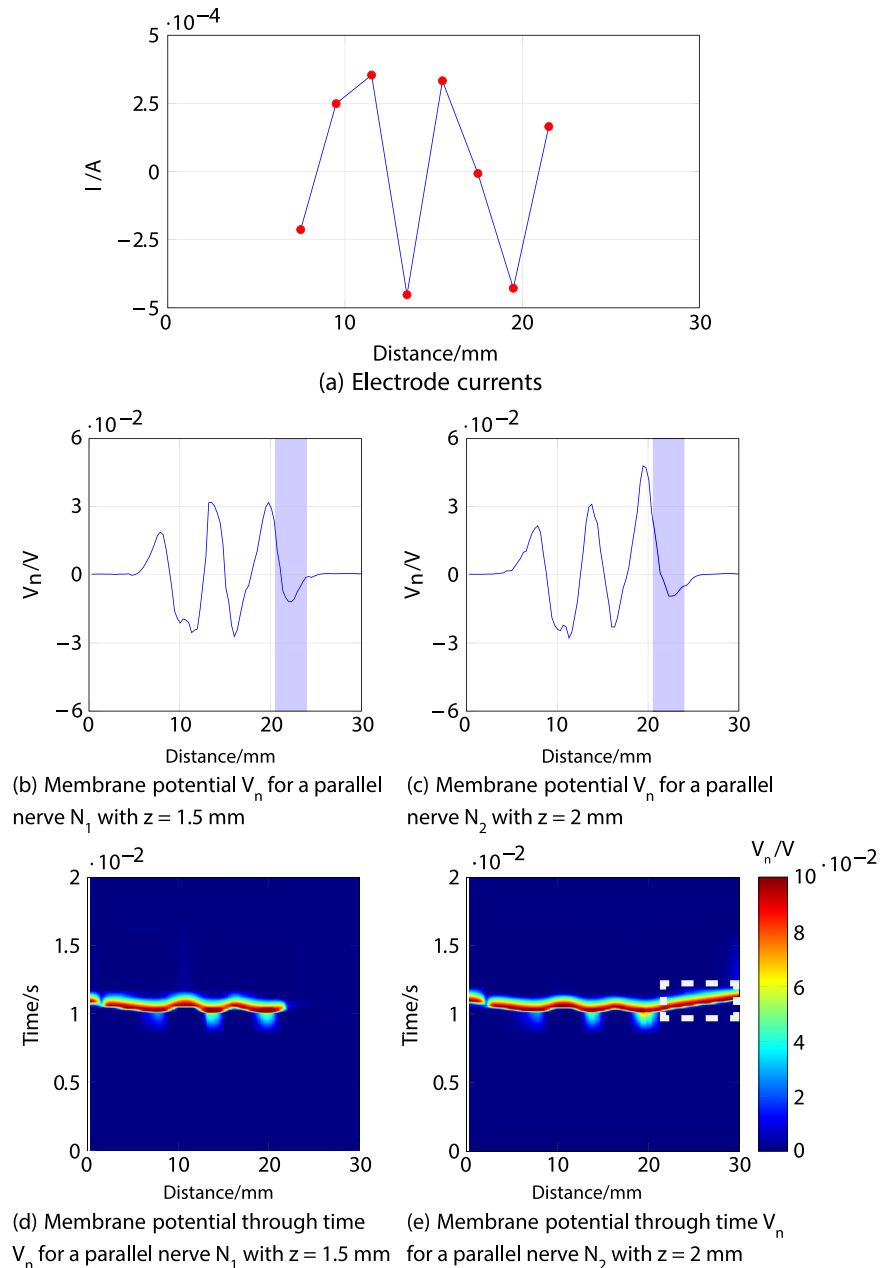 ·10−4
5
2.5
0
−2.5
−5
I /A
0 10 20 30
Distance/mm
(a) Electrode currents
·10−2 ·10−2
6 6
3 3
0 0
−3 −3
−6 −6
Vn/V Vn/V
0 10 20 30 0 10 20 30
Distance/mm Distance/mm
(b) Membrane potential Vn for a parallel
nerve N1 with z = 1.5 mm
(c) Membrane potential Vn for a parallel
nerve N2 with z = 2 mm
·10−2 ·10−2 Vn/V ·10−2
2 2 10
1.5 1.5 8
1 1 6
0.5 0.5 4
0 0 2
0
Time/s Time/s
0 10 20 30 0 10 20 30
Distance/mm Distance/mm
(d) Membrane potential through time
Vn for a parallel nerve N1 with z = 1.5 mm
(e) Membrane potential through time Vn
for a parallel nerve N2 with z = 2 mm